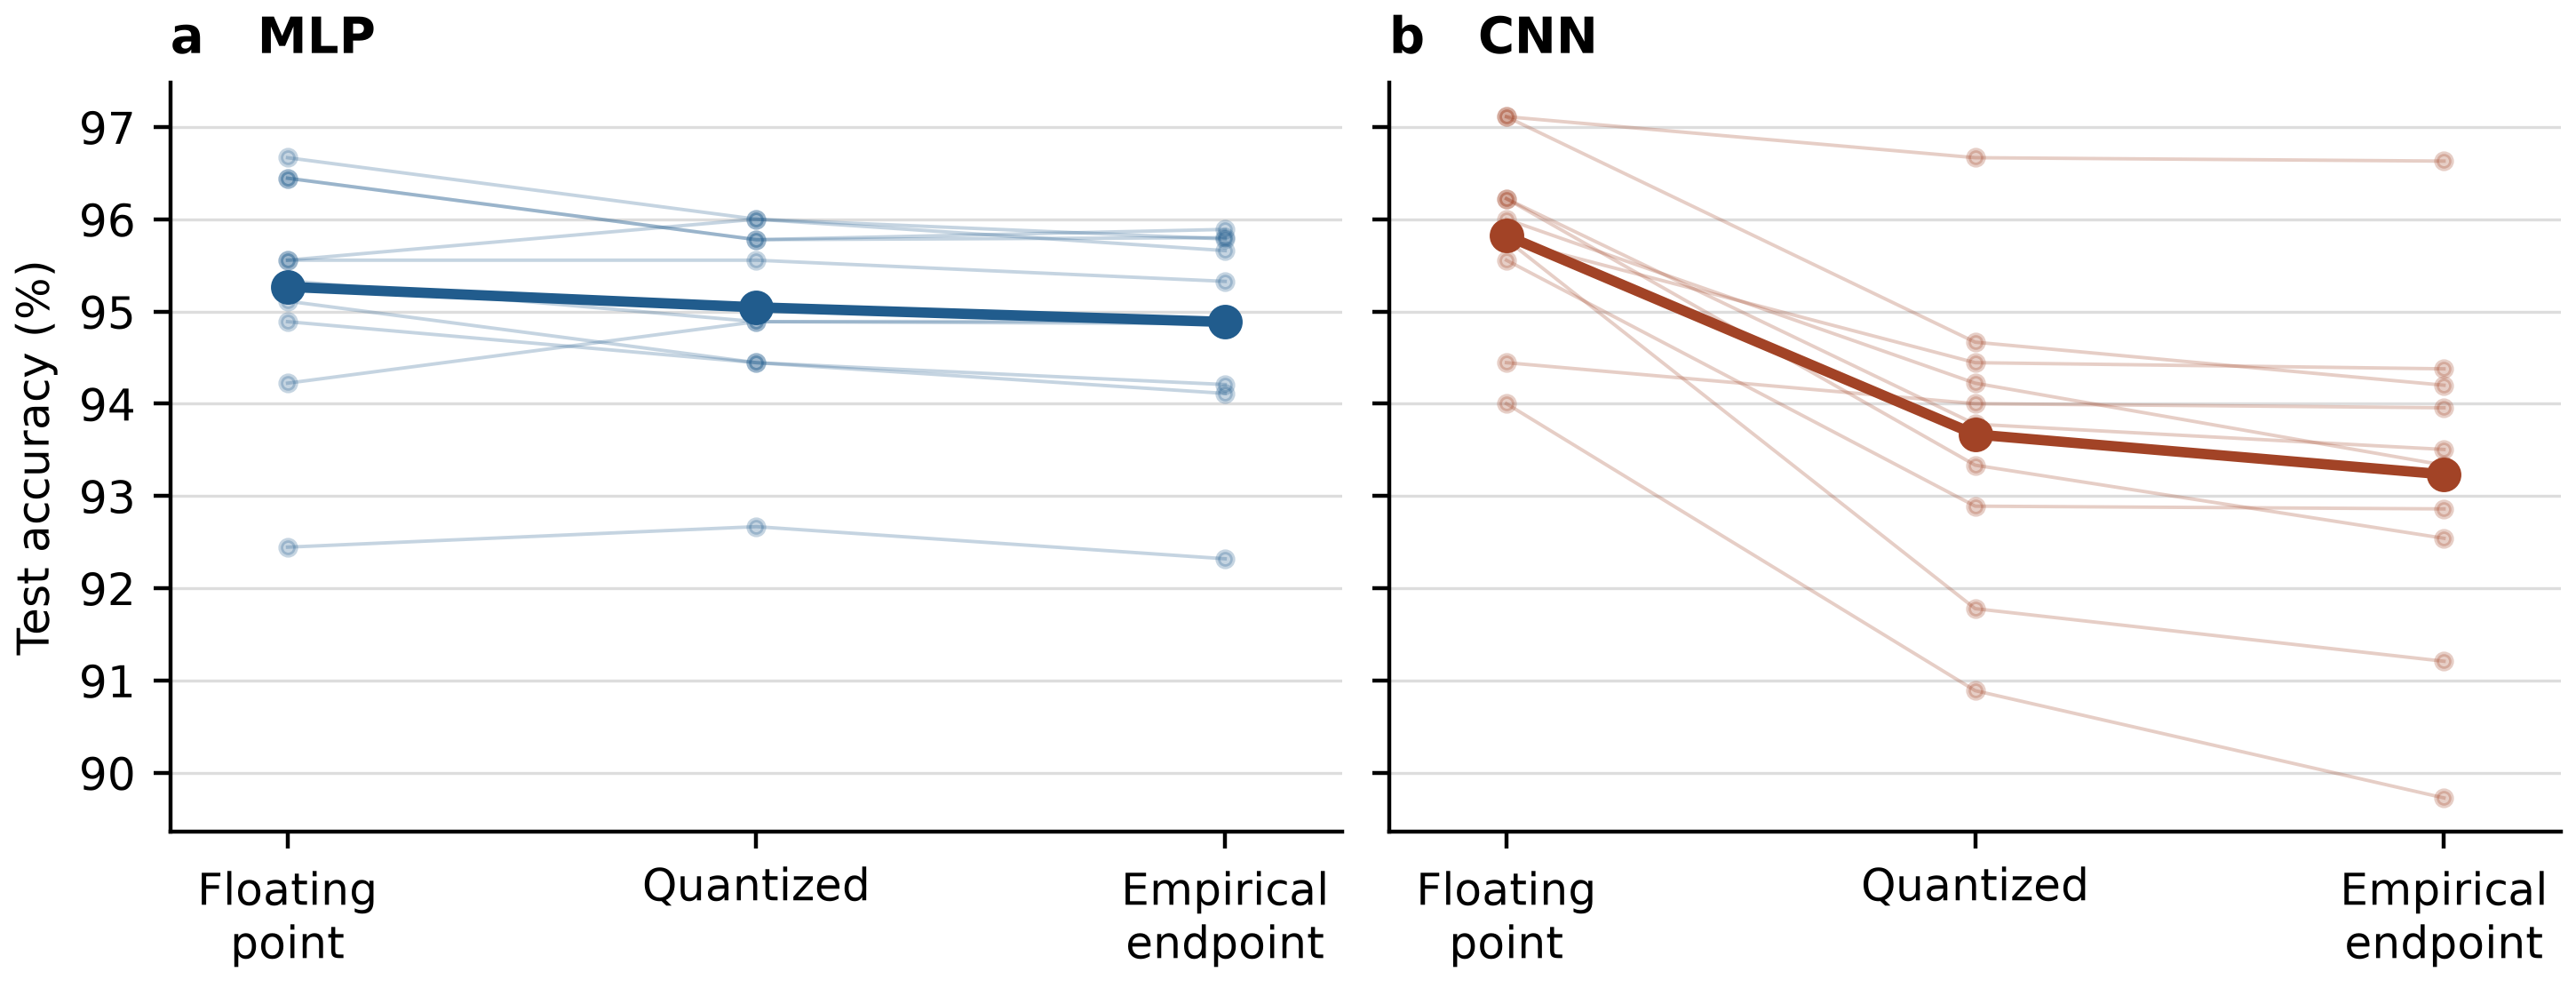 a MLP
b CNN
Test accuracy (%)
97
96
95
94
93
92
91
90
Floating
point
Quantized
Empirical
endpoint
Floating
point
Quantized
Empirical
endpoint